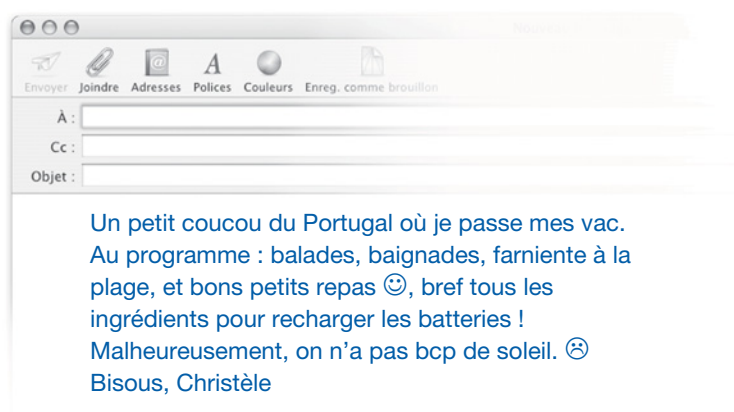 Envoyer Joindre Adresses Polices Couleurs Enreg. comme brouillon
À :
Cc :
Objet :
Un petit coucou du Portugal où je passe mes vac.
Au programme : balades, baignades, farniente à la
plage, et bons petits repas ☺, bref tous les
ingrédients pour recharger les batteries !
Malheureusement, on n'a pas bcp de soleil. ☹
Bisous, Christèle